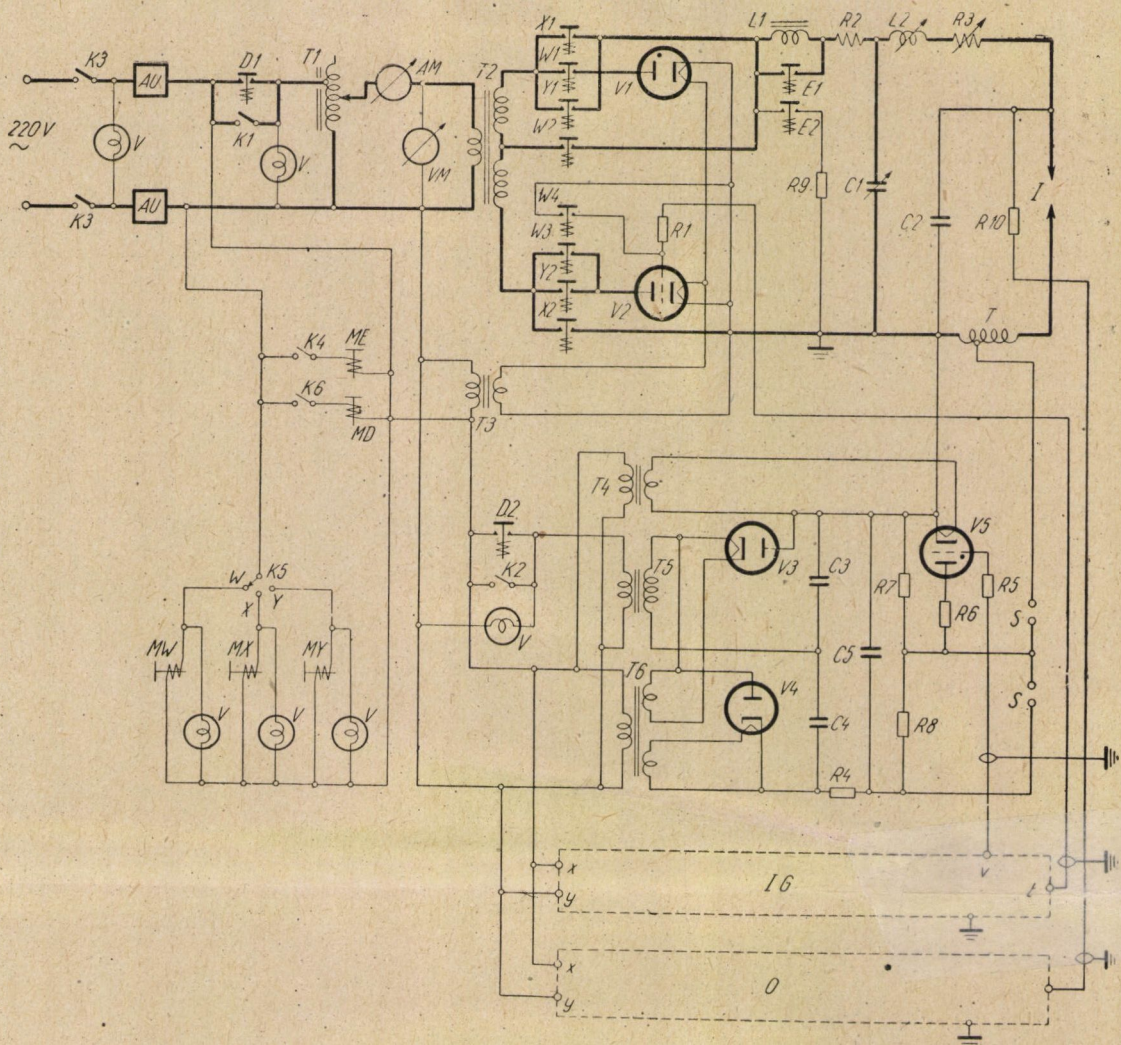 X1 L1 R2 L2 R3
K3 D1 T1 AM T2 W1
AU Y1 V1 E1
220V V K1 W2 E2
~
V VM
K3 AU W4 R9 C1 I
W3 R1 C2 R10
Y2
X2 V2 T
K4 ME
K6
MD T3
T4
D2 V5
T5 V3 C3 R7 R5
W K5 K2 R6
X Y V S
MW MX MY T6 C5
V4 S
V V V C4 R8
R4
x IG v
y t
x O
y